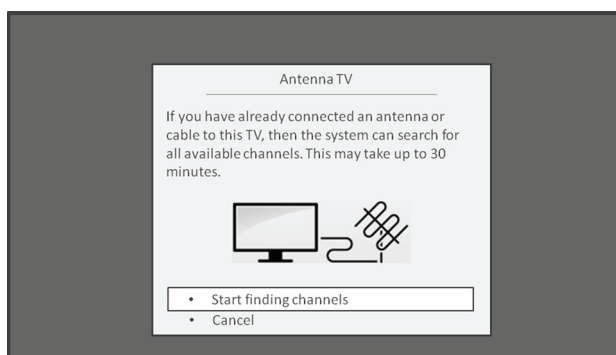 Antenna TV
If you have already connected an antenna or
cable to this TV, then the system can search for
all available channels. This may take up to 30
minutes.
• Start finding channels
• Cancel